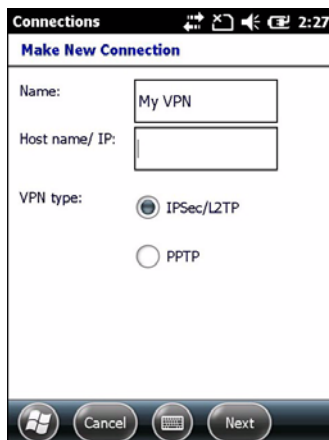 Connections 2:27
Make New Connection
Name: My VPN
Host name/ IP:
VPN type: IPSec/L2TP
PPTP
Cancel Next